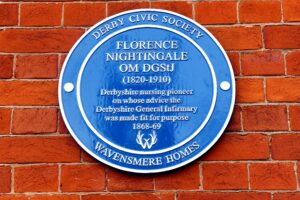 DERBY CIVIC SOCIETY
FLORENCE
NIGHTINGALE
OM DGStJ
(1820-1910)
Derbyshire nursing pioneer
on whose advice the
Derbyshire General Infirmary
was made fit for purpose
1868-69
WAVENSMERE HOMES